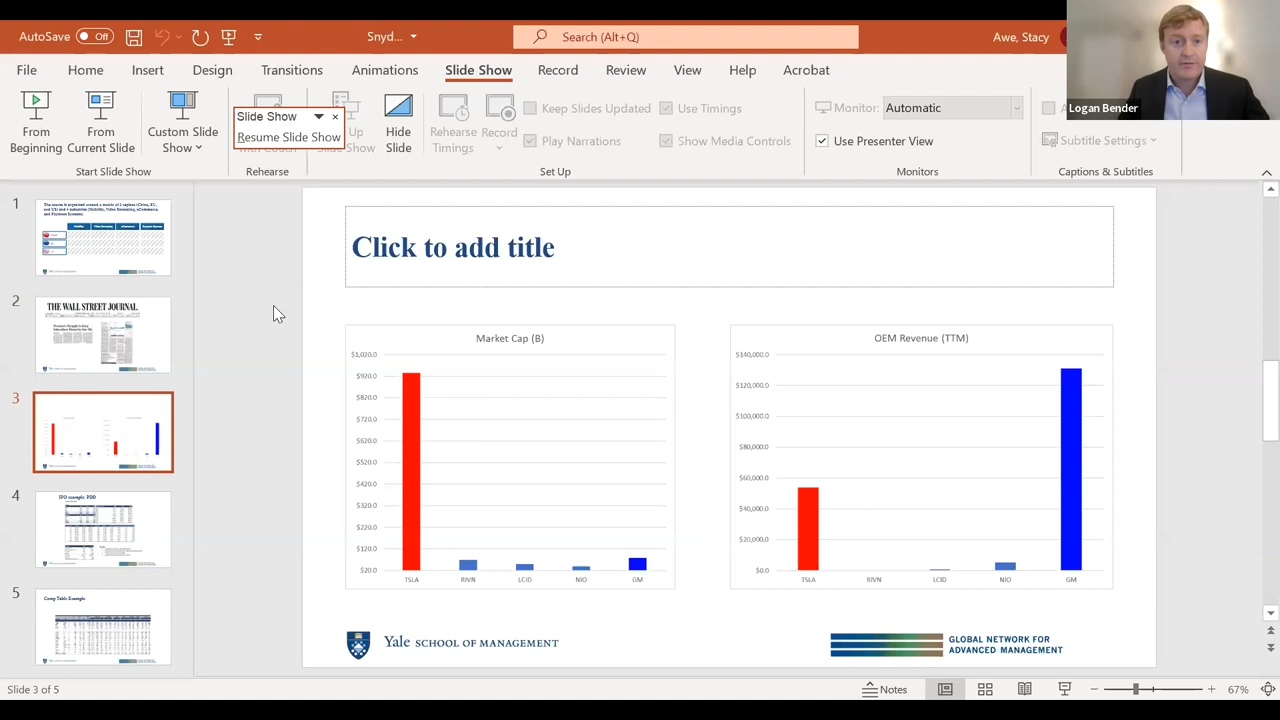 AutoSave Off Snyd... Search (Alt+Q) Awe, Stacy
File Home Insert Design Transitions Animations Slide Show Record Review View Help Acrobat
Logan Bender
From Beginning
From Current Slide
Custom Slide Show
Slide Show
Resume Slide Show
Hide Slide
Rehearse Timings
Record
Keep Slides Updated
Use Timings
Play Narrations
Show Media Controls
Monitor: Automatic
Use Presenter View
Subtitle Settings
Start Slide Show Rehearse Set Up Monitors Captions & Subtitles
1
2
THE WALL STREET JOURNAL
3
4
IPO example: PDD
5
Comp Table Example
Click to add title
Market Cap (B)
$1,020.0
$920.0
$820.0
$720.0
$620.0
$520.0
$420.0
$320.0
$220.0
$120.0
$20.0
TSLA RIVN LCID NIO GM
OEM Revenue (TTM)
$140,000.0
$120,000.0
$100,000.0
$80,000.0
$60,000.0
$40,000.0
$20,000.0
$0.0
TSLA RIVN LCID NIO GM
Yale SCHOOL OF MANAGEMENT
GLOBAL NETWORK FOR
ADVANCED MANAGEMENT
Slide 3 of 5 Notes 67%